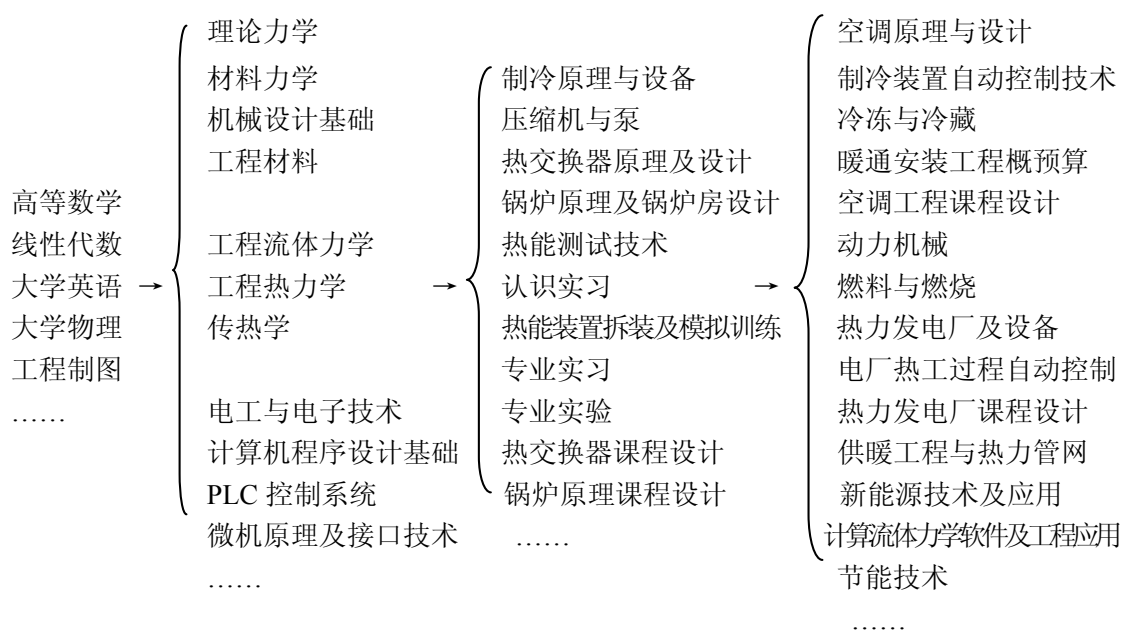 高等数学
线性代数
大学英语 →
大学物理
工程制图
……
理论力学
材料力学
机械设计基础
工程材料
工程流体力学
工程热力学 →
传热学
电工与电子技术
计算机程序设计基础
PLC 控制系统
微机原理及接口技术
……
制冷原理与设备
压缩机与泵
热交换器原理及设计
锅炉原理及锅炉房设计
热能测试技术
认识实习 →
热能装置拆装及模拟训练
专业实习
专业实验
热交换器课程设计
锅炉原理课程设计
……
空调原理与设计
制冷装置自动控制技术
冷冻与冷藏
暖通安装工程概预算
空调工程课程设计
动力机械
燃料与燃烧
热力发电厂及设备
电厂热工过程自动控制
热力发电厂课程设计
供暖工程与热力管网
新能源技术及应用
计算流体力学软件及工程应用
节能技术
……